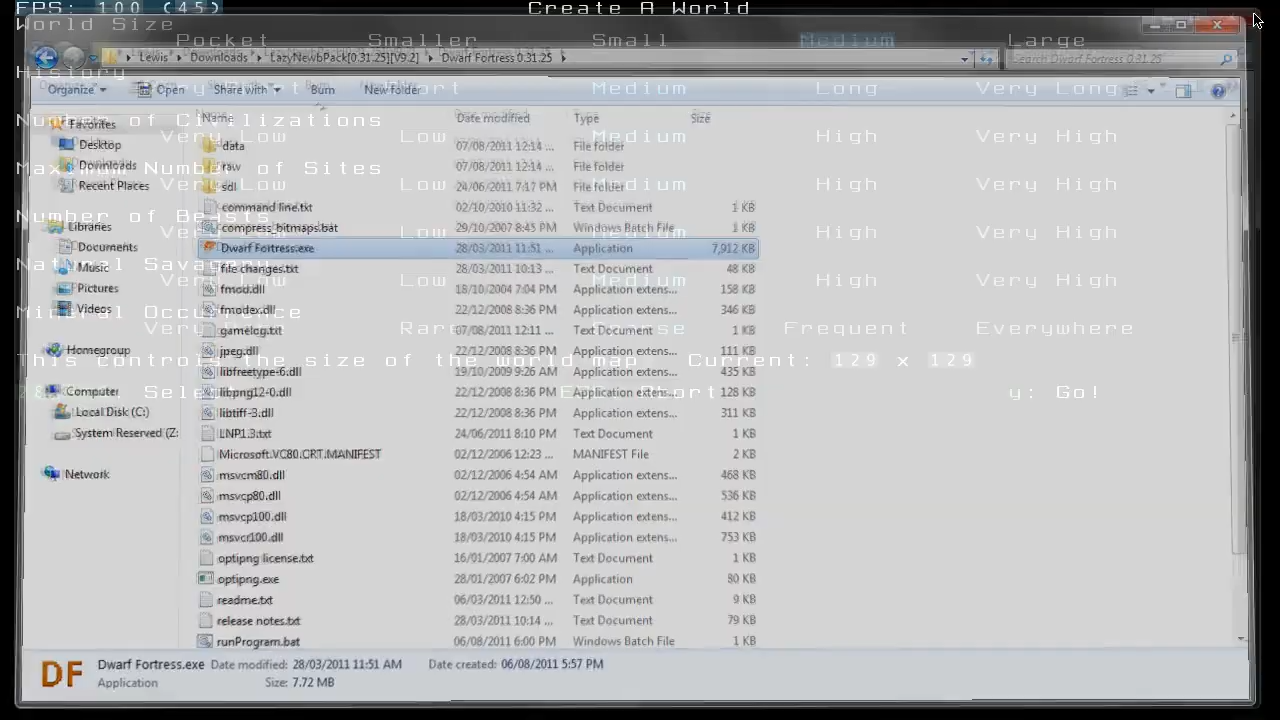 FPS: 100 (45) Create A World
World Size
Pocket Smaller Small Medium Large
Lewis Downloads LazyNewbPack[0.31.25][V9.2] Dwarf Fortress 0.31.25 Search Dwarf Fortress 0.31.25
History
Organize Open Share with Burn New folder
Very Short Short Medium Long Very Long
Number of Civilizations
Very Low Low Medium High Very High
Maximum Number of Sites
Very Low Low Medium High Very High
Number of Beasts
Very Low Low Medium High Very High
Natural Savagery
Very Low Low Medium High Very High
Mineral Occurrence
Very Rare Rare Sparse Frequent Everywhere
This controls the size of the world map. Current: 129 x 129
Select ESC: Abort y: Go!
Name Date modified Type Size
Favorites
Desktop
Downloads
Recent Places
Libraries
Documents
Music
Pictures
Videos
Homegroup
Computer
Local Disk (C:)
System Reserved (Z:
Network
data 07/08/2011 12:14 ... File folder
raw 07/08/2011 12:14 ... File folder
sdl 24/06/2011 7:17 PM File folder
command line.txt 02/10/2010 11:32 ... Text Document 1 KB
compress_bitmaps.bat 29/10/2007 8:43 PM Windows Batch File 1 KB
Dwarf Fortress.exe 28/03/2011 11:51 ... Application 7,912 KB
file changes.txt 28/03/2011 10:13 ... Text Document 48 KB
fmod.dll 18/10/2004 7:04 PM Application extens... 158 KB
fmodex.dll 22/12/2008 8:36 PM Application extens... 346 KB
gamelog.txt 07/08/2011 12:11 ... Text Document 1 KB
jpeg.dll 22/12/2008 8:36 PM Application extens... 111 KB
libfreetype-6.dll 19/10/2009 9:26 AM Application extens... 435 KB
libpng12-0.dll 22/12/2008 8:36 PM Application extens... 128 KB
libtiff-3.dll 22/12/2008 8:36 PM Application extens... 311 KB
LNP1.3.txt 24/06/2011 8:10 PM Text Document 1 KB
Microsoft.VC80.CRT.MANIFEST 02/12/2006 12:23 ... MANIFEST File 2 KB
msvcm80.dll 02/12/2006 4:54 AM Application extens... 468 KB
msvcp80.dll 02/12/2006 4:54 AM Application extens... 536 KB
msvcp100.dll 18/03/2010 4:15 PM Application extens... 412 KB
msvcr100.dll 18/03/2010 4:15 PM Application extens... 753 KB
optipng license.txt 16/01/2007 7:00 AM Text Document 1 KB
optipng.exe 28/01/2007 6:02 PM Application 80 KB
readme.txt 06/03/2011 12:50 ... Text Document 9 KB
release notes.txt 28/03/2011 10:14 ... Text Document 79 KB
runProgram.bat 06/08/2011 6:00 PM Windows Batch File 1 KB
DF Dwarf Fortress.exe Date modified: 28/03/2011 11:51 AM Date created: 06/08/2011 5:57 PM
Application Size: 7.72 MB